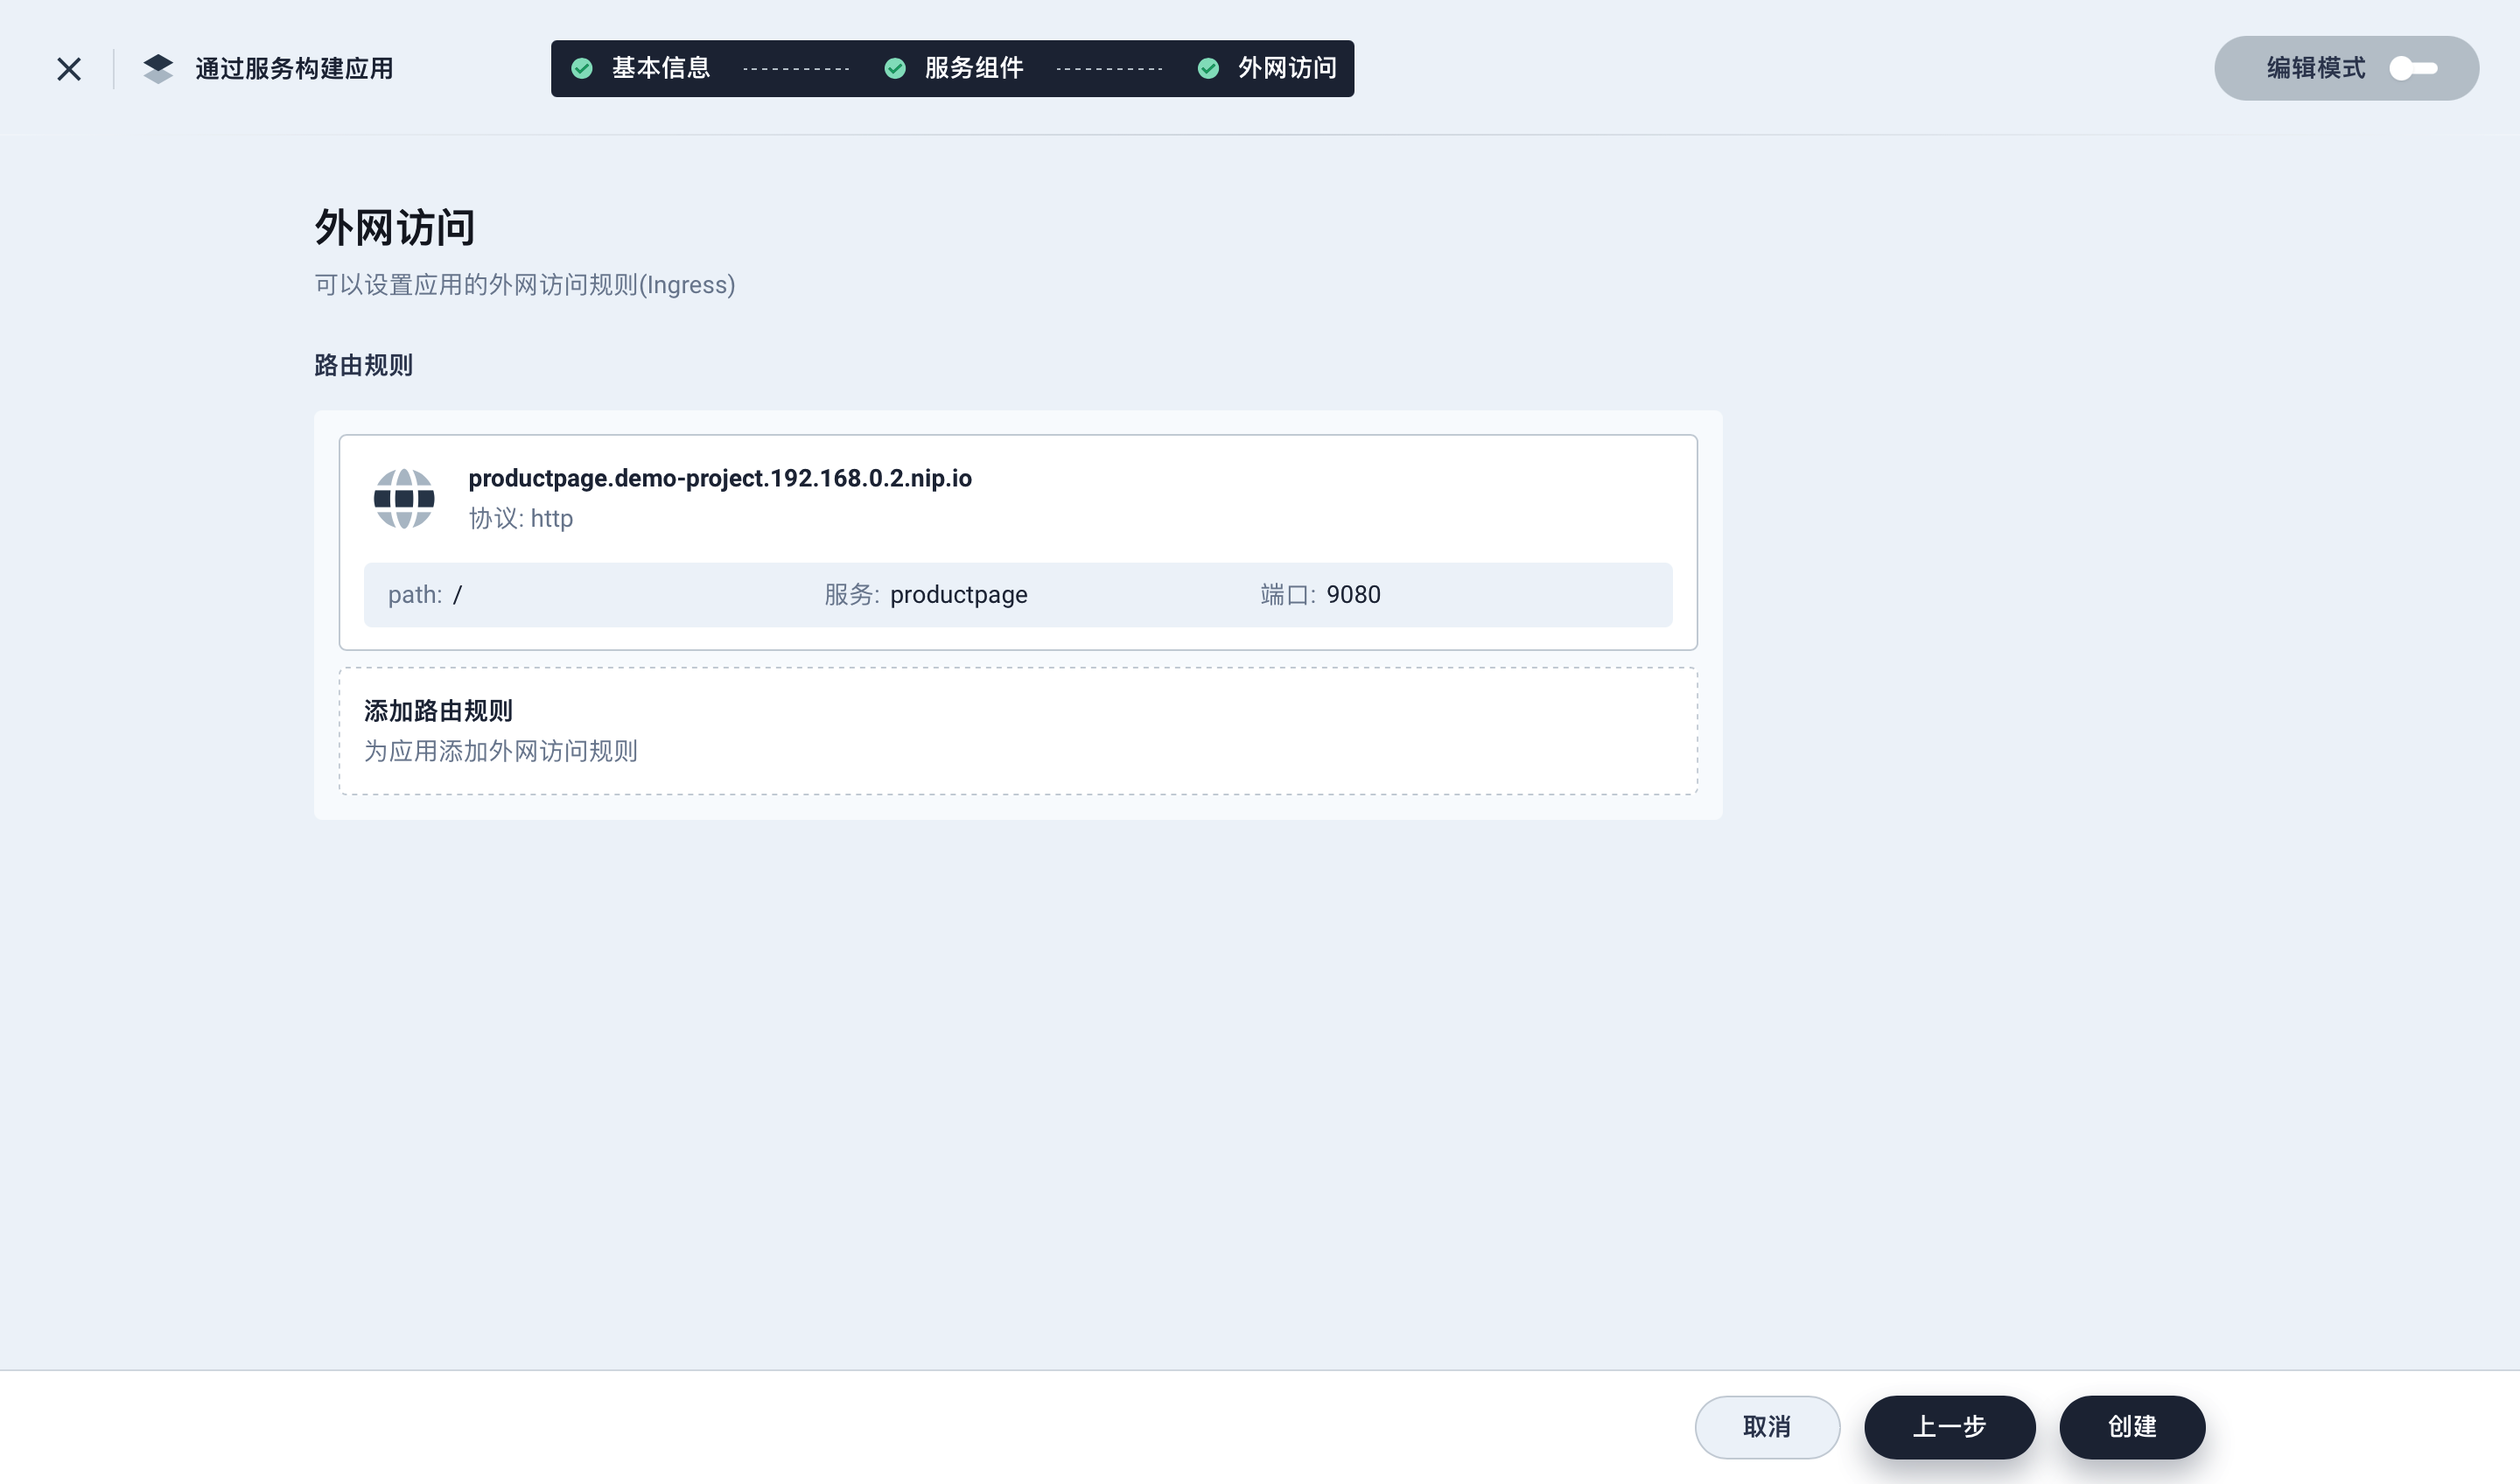 通过服务构建应用
基本信息
服务组件
外网访问
编辑模式
外网访问
可以设置应用的外网访问规则(Ingress)
路由规则
productpage.demo-project.192.168.0.2.nip.io
协议: http
path: / 服务: productpage 端口: 9080
添加路由规则
为应用添加外网访问规则
取消
上一步
创建